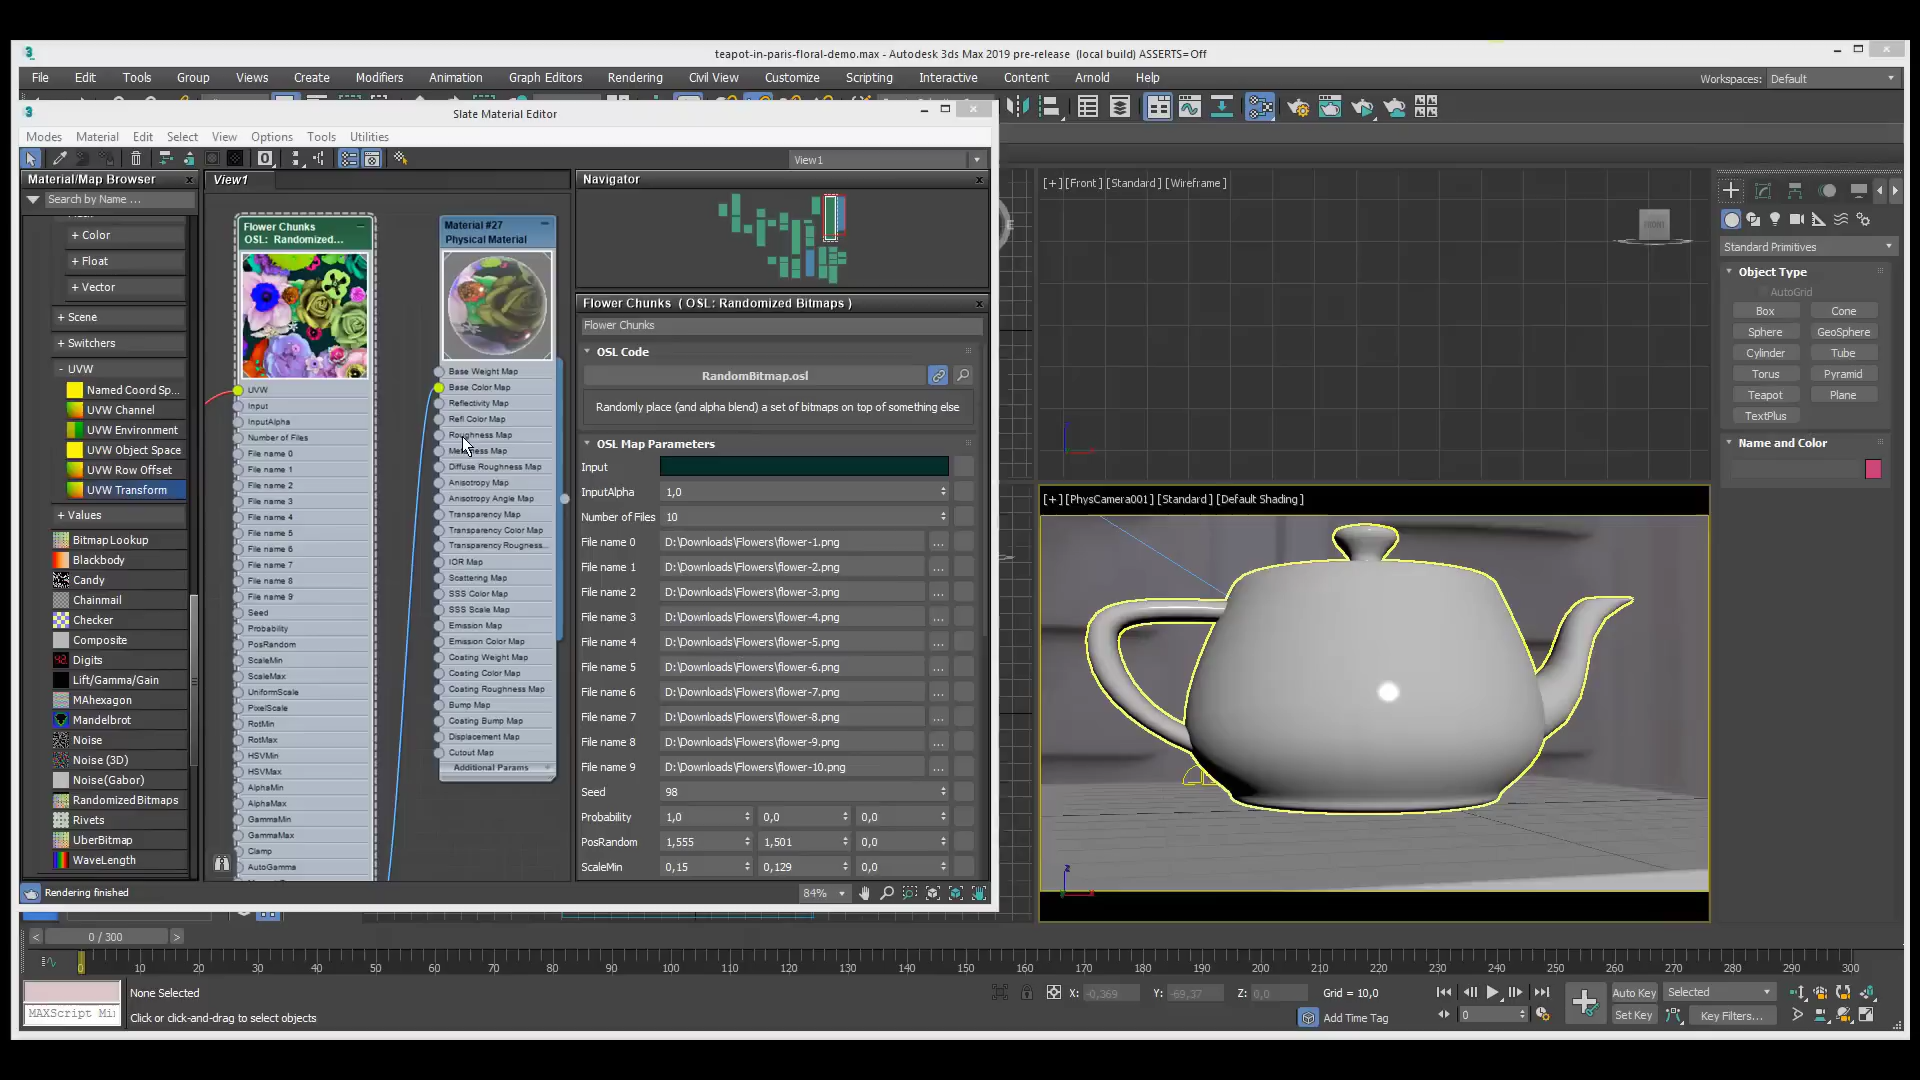 teapot-in-paris-floral-demo.max - Autodesk 3ds Max 2019 pre-release (local build) ASSERTS=Off
File Edit Tools Group Views Create Modifiers Animation Graph Editors Rendering Civil View Customize Scripting Interactive Content Arnold Help
Workspaces: Default
Slate Material Editor
Modes Material Edit Select View Options Tools Utilities
View1
Material/Map Browser
Search by Name ...
+ Color
+ Float
+ Vector
+ Scene
+ Switchers
- UVW
Named Coord Sp...
UVW Channel
UVW Environment
UVW Object Space
UVW Row Offset
UVW Transform
+ Values
BitmapLookup
Blackbody
Candy
Chainmail
Checker
Composite
Digits
Lift/Gamma/Gain
MAhexagon
Mandelbrot
Noise
Noise (3D)
Noise(Gabor)
RandomizedBitmaps
Rivets
UberBitmap
WaveLength
Rendering finished
View1
Flower Chunks
OSL: Randomized...
UVW
Input
InputAlpha
Number of Files
File name 0
File name 1
File name 2
File name 3
File name 4
File name 5
File name 6
File name 7
File name 8
File name 9
Seed
Probability
PosRandom
ScaleMin
ScaleMax
UniformScale
PixelScale
RotMin
RotMax
HSVMin
HSVMax
AlphaMin
AlphaMax
GammaMin
GammaMax
Clamp
AutoGamma
Material #27
Physical Material
Base Weight Map
Base Color Map
Reflectivity Map
Refl Color Map
Roughness Map
Metalness Map
Diffuse Roughness Map
Anisotropy Map
Anisotropy Angle Map
Transparency Map
Transparency Color Map
Transparency Roughness...
IOR Map
Scattering Map
SSS Color Map
SSS Scale Map
Emission Map
Emission Color Map
Coating Weight Map
Coating Color Map
Coating Roughness Map
Bump Map
Coating Bump Map
Displacement Map
Cutout Map
Additional Params +
Navigator
Flower Chunks ( OSL: Randomized Bitmaps )
Flower Chunks
OSL Code
RandomBitmap.osl
Randomly place (and alpha blend) a set of bitmaps on top of something else
OSL Map Parameters
Input
InputAlpha 1,0
Number of Files 10
File name 0 D:\Downloads\Flowers\flower-1.png ...
File name 1 D:\Downloads\Flowers\flower-2.png ...
File name 2 D:\Downloads\Flowers\flower-3.png ...
File name 3 D:\Downloads\Flowers\flower-4.png ...
File name 4 D:\Downloads\Flowers\flower-5.png ...
File name 5 D:\Downloads\Flowers\flower-6.png ...
File name 6 D:\Downloads\Flowers\flower-7.png ...
File name 7 D:\Downloads\Flowers\flower-8.png ...
File name 8 D:\Downloads\Flowers\flower-9.png ...
File name 9 D:\Downloads\Flowers\flower-10.png ...
Seed 98
Probability 1,0 0,0 0,0
PosRandom 1,555 1,501 0,0
ScaleMin 0,15 0,129 0,0
84%
[+] [Front] [Standard] [Wireframe]
FRONT
[+] [PhysCamera001] [Standard] [Default Shading]
Standard Primitives
Object Type
AutoGrid
Box Cone
Sphere GeoSphere
Cylinder Tube
Torus Pyramid
Teapot Plane
TextPlus
Name and Color
< 0 / 300 >
0 10 20 30 40 50 60 70 80 90 100 110 120 130 140 150 160 170 180 190 200 210 220 230 240 250 260 270 280 290 300
None Selected
X: -0,369 Y: -69,37 Z: 0,0 Grid = 10,0
Auto Key Selected
MAXScript Mi
Click or click-and-drag to select objects
Add Time Tag
0
Set Key Key Filters...